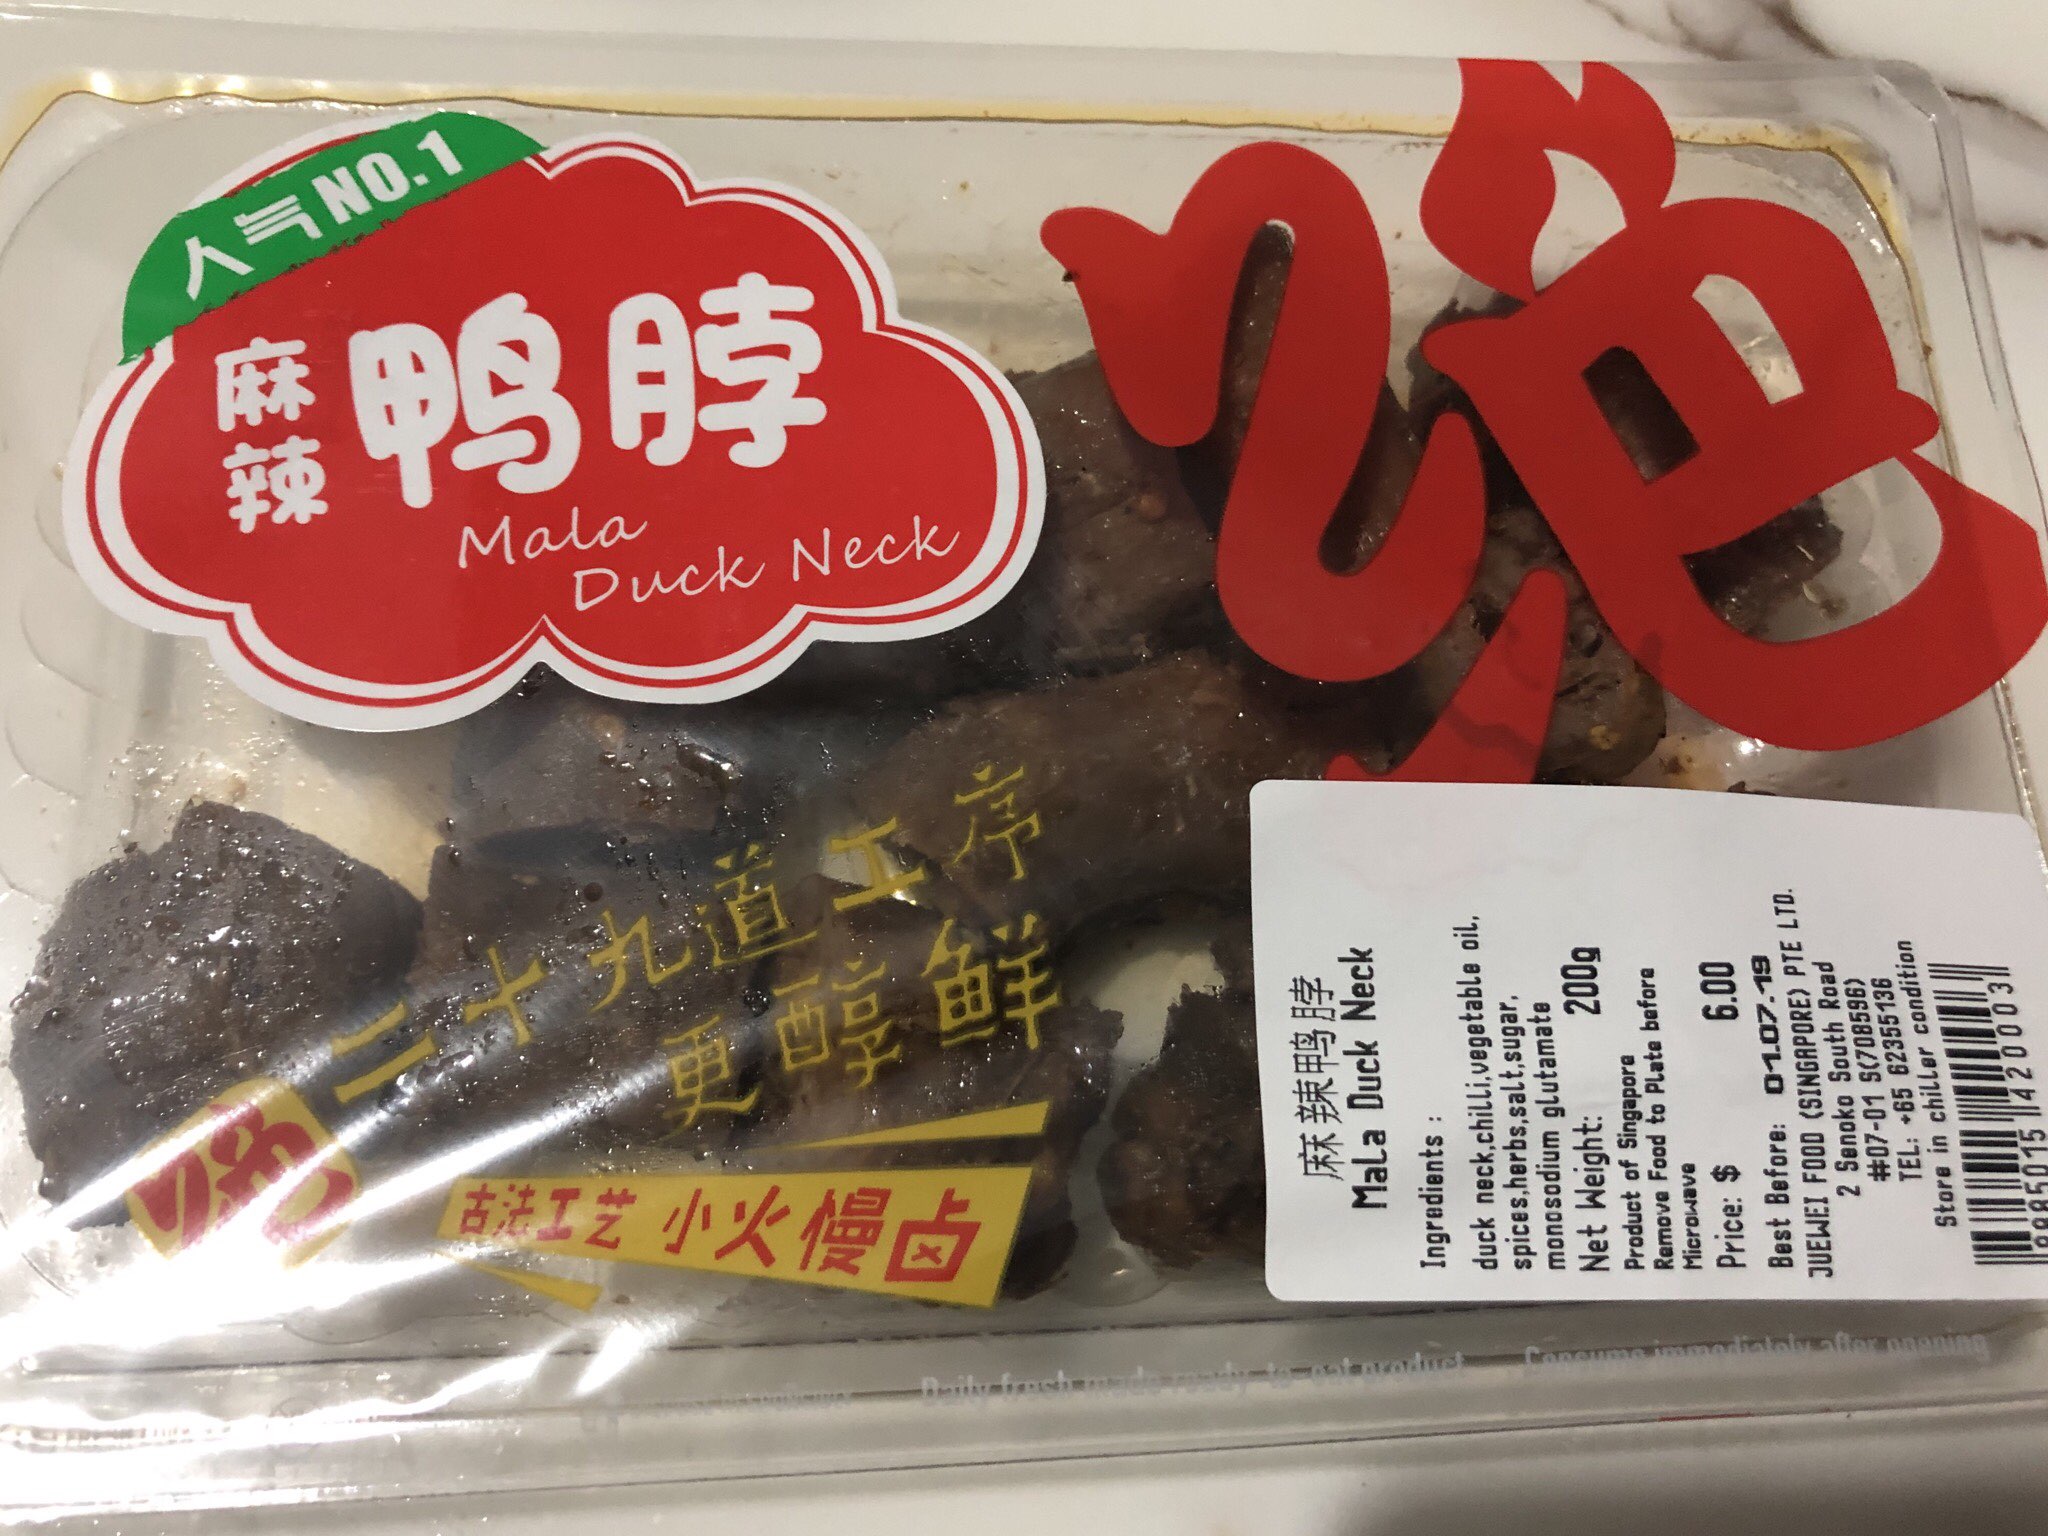 人气NO.1
麻辣
鸭脖
Mala
Duck Neck
绝
二十九道工序
更醇鲜
绝
古法工艺 小火慢卤
麻辣鸭脖
Mala Duck Neck
Ingredients :
duck neck,chilli,vegetable oil,
spices,herbs,salt,sugar,
monosodium glutamate
Net Weight: 200g
Product of Singapore
Remove Food to Plate before
Microwave
Price: $ 6.00
Best Before: 01.07.19
JUEWEI FOOD (SINGAPORE) PTE LTD.
2 Senoko South Road
#07-01 S(7085896)
TEL: +65 62355136
Store in chiller condition
8885015 420003
Daily fresh made ready-to-eat product
Consume immediately after opening